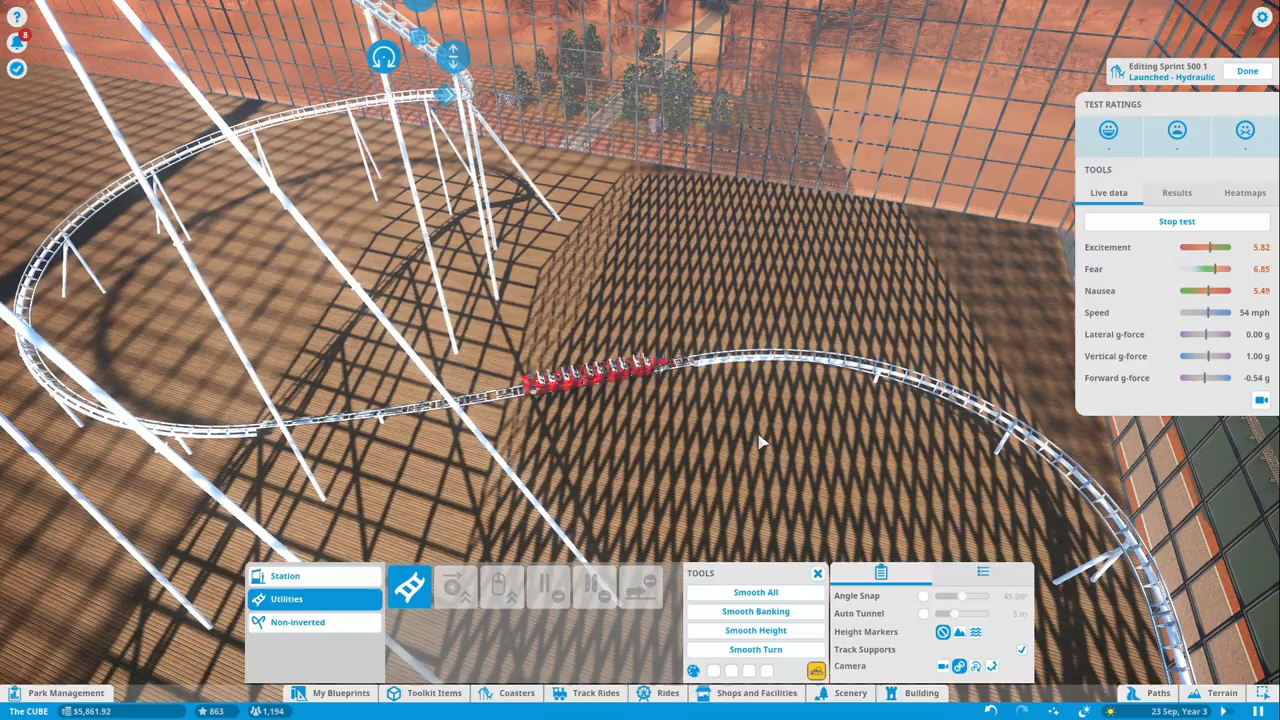 8
Editing Sprint 500 1
Launched - Hydraulic
Done
TEST RATINGS
- - -
TOOLS
Live data Results Heatmaps
Stop test
Excitement 5.82
Fear 6.85
Nausea 5.49
Speed 54 mph
Lateral g-force 0.00 g
Vertical g-force 1.00 g
Forward g-force -0.54 g
Station
Utilities
Non-inverted
TOOLS
Smooth All
Smooth Banking
Smooth Height
Smooth Turn
Angle Snap 45.00°
Auto Tunnel 5 m
Height Markers
Track Supports
Camera
Park Management My Blueprints Toolkit Items Coasters Track Rides Rides Shops and Facilities Scenery Building Paths Terrain
The CUBE $5,861.92 863 1,194 23 Sep, Year 3